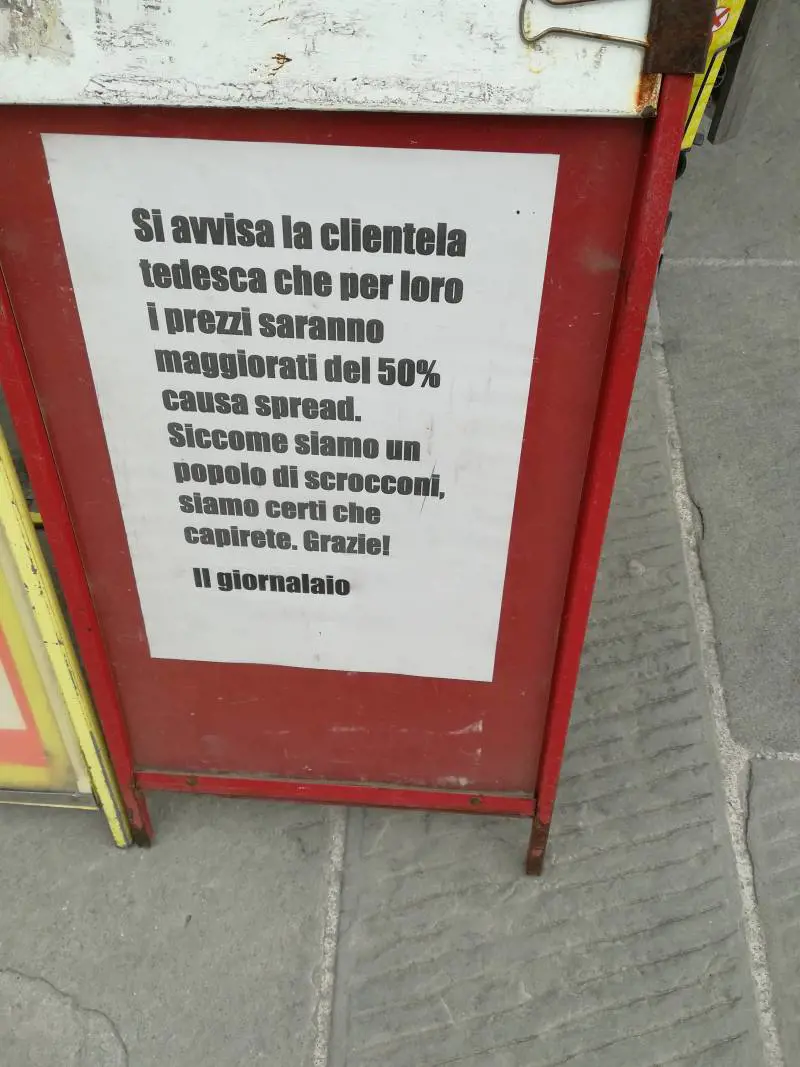 Si avvisa la clientela
tedesca che per loro
i prezzi saranno
maggiorati del 50%
causa spread.
Siccome siamo un
popolo di scrocconi,
siamo certi che
capirete. Grazie!
Il giornalaio